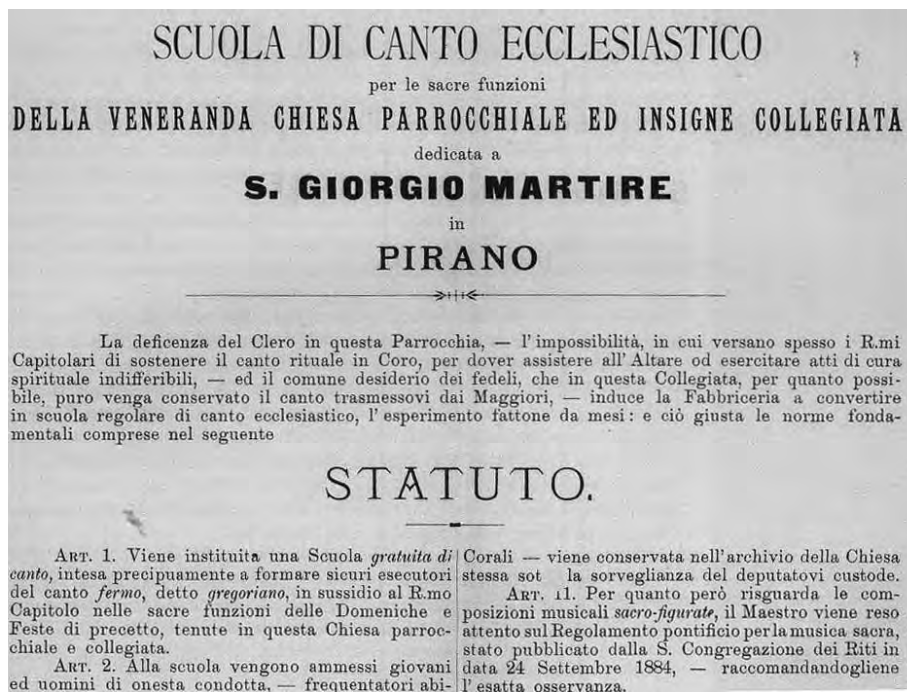 SCUOLA DI CANTO ECCLESIASTICO
per le sacre funzioni
DELLA VENERANDA CHIESA PARROCCHIALE ED INSIGNE COLLEGIATA
dedicata a
S. GIORGIO MARTIRE
in
PIRANO
La deficenza del Clero in questa Parrocchia, — l' impossibilità, in cui versano spesso i R.mi
Capitolari di sostenere il canto rituale in Coro, per dover assistere all' Altare od esercitare atti di cura
spirituale indifferibili, — ed il comune desiderio dei fedeli, che in questa Collegiata, per quanto possi-
bile, puro venga conservato il canto trasmessovi dai Maggiori, — induce la Fabbriceria a convertire
in scuola regolare di canto ecclesiastico, l' esperimento fattone da mesi: e ciò giusta le norme fonda-
mentali comprese nel seguente
STATUTO.
ART. 1. Viene instituita una Scuola gratuita di
canto, intesa precipuamente a formare sicuri esecutori
del canto fermo, detto gregoriano, in sussidio al R.mo
Capitolo nelle sacre funzioni delle Domeniche e
Feste di precetto, tenute in questa Chiesa parroc-
chiale e collegiata.
ART. 2. Alla scuola vengono ammessi giovani
ed uomini di onesta condotta, — frequentatori abi-
Corali — viene conservata nell'archivio della Chiesa
stessa sot la sorveglianza del deputatovi custode.
ART. 11. Per quanto però risguarda le com-
posizioni musicali sacro-figurate, il Maestro viene reso
attento sul Regolamento pontificio per la musica sacra,
stato pubblicato dalla S. Congregazione dei Riti in
data 24 Settembre 1884, — raccomandandogliene
l' esatta osservanza.